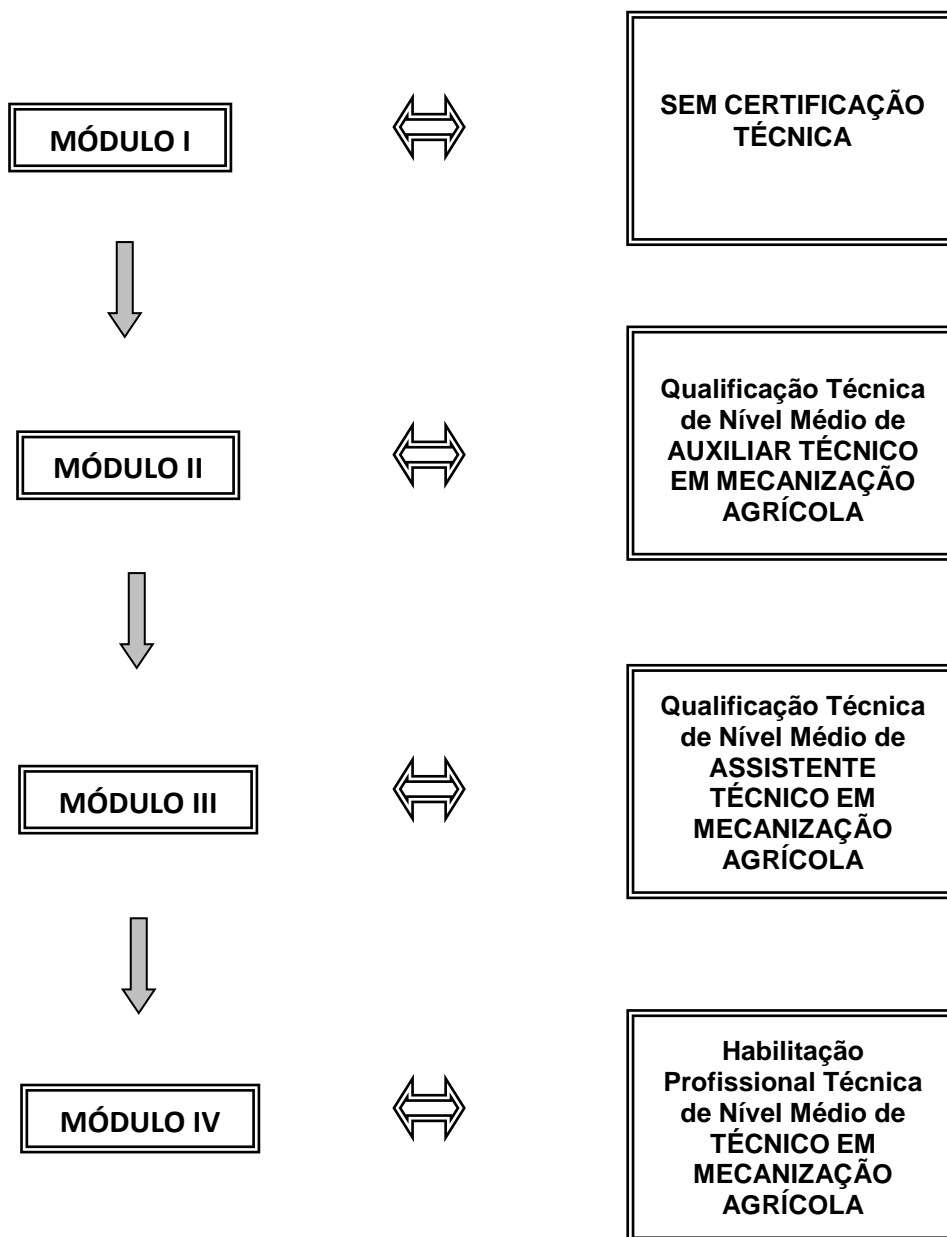 MÓDULO I
SEM CERTIFICAÇÃO
TÉCNICA
MÓDULO II
Qualificação Técnica
de Nível Médio de
AUXILIAR TÉCNICO
EM MECANIZAÇÃO
AGRÍCOLA
MÓDULO III
Qualificação Técnica
de Nível Médio de
ASSISTENTE
TÉCNICO EM
MECANIZAÇÃO
AGRÍCOLA
MÓDULO IV
Habilitação
Profissional Técnica
de Nível Médio de
TÉCNICO EM
MECANIZAÇÃO
AGRÍCOLA